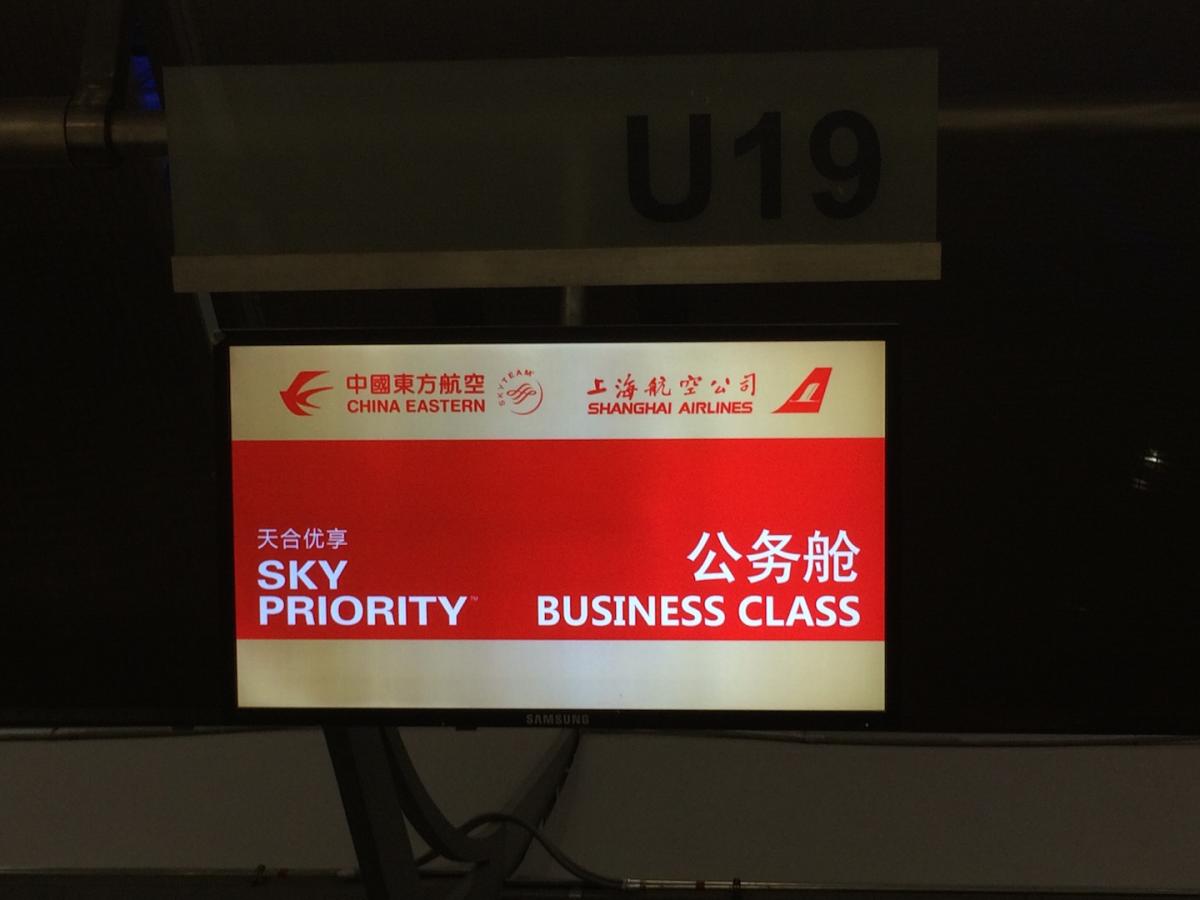 U19
中國東方航空
CHINA EASTERN
SKYTEAM
上海航空公司
SHANGHAI AIRLINES
天合优享
SKY
PRIORITY™
公务舱
BUSINESS CLASS
SAMSUNG